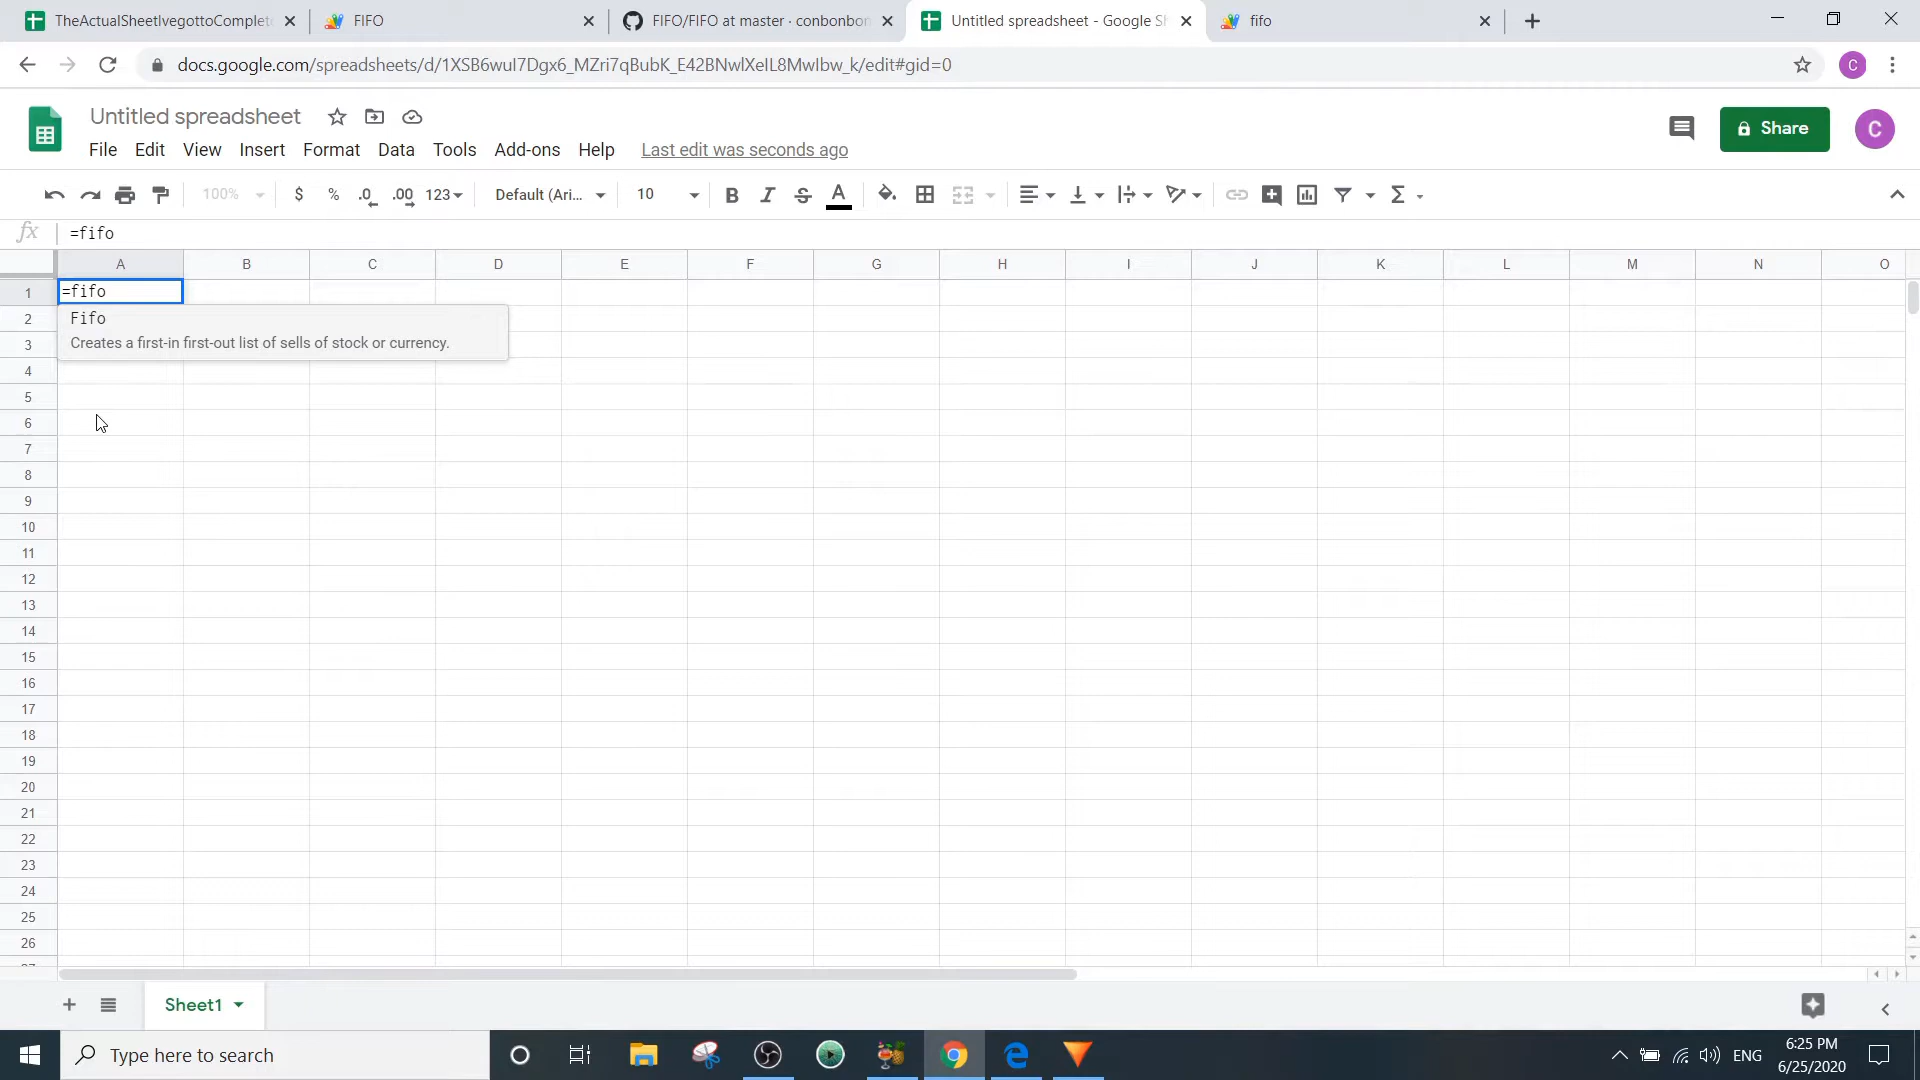 TheActualSheetIvegottoComplete
FIFO
FIFO/FIFO at master · conbonbon
Untitled spreadsheet - Google Sh
fifo
docs.google.com/spreadsheets/d/1XSB6wuI7Dgx6_MZri7qBubK_E42BNwlXeIL8MwIbw_k/edit#gid=0
C
Untitled spreadsheet
File Edit View Insert Format Data Tools Add-ons Help Last edit was seconds ago
Share
C
100% $ % .0 .00 123 Default (Ari... 10 B I S A Σ
fx =fifo
A B C D E F G H I J K L M N O
1 =fifo
Fifo
Creates a first-in first-out list of sells of stock or currency.
2
3
4
5
6
7
8
9
10
11
12
13
14
15
16
17
18
19
20
21
22
23
24
25
26
Sheet1
Type here to search
ENG
6:25 PM
6/25/2020